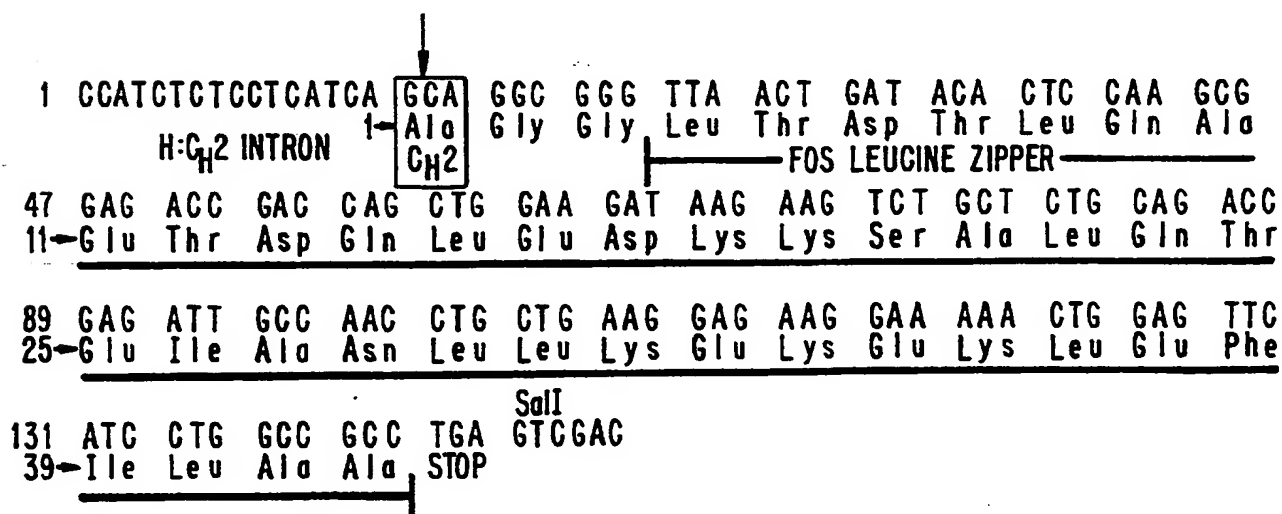 1 CCATCTCTCCTCATCA GCA GGC GGG TTA ACT GAT ACA CTC CAA GCG
1→Ala Gly Gly Leu Thr Asp Thr Leu Gln Ala
H:CH2 INTRON CH2 FOS LEUCINE ZIPPER
47 GAG ACC GAC CAG CTG GAA GAT AAG AAG TCT GCT CTG CAG ACC
11→Glu Thr Asp Gln Leu Glu Asp Lys Lys Ser Ala Leu Gln Thr
89 GAG ATT GCC AAC CTG CTG AAG GAG AAG GAA AAA CTG GAG TTC
25→Glu Ile Ala Asn Leu Leu Lys Glu Lys Glu Lys Leu Glu Phe
SalI
131 ATC CTG GCC GCC TGA GTCGAC
39→Ile Leu Ala Ala STOP